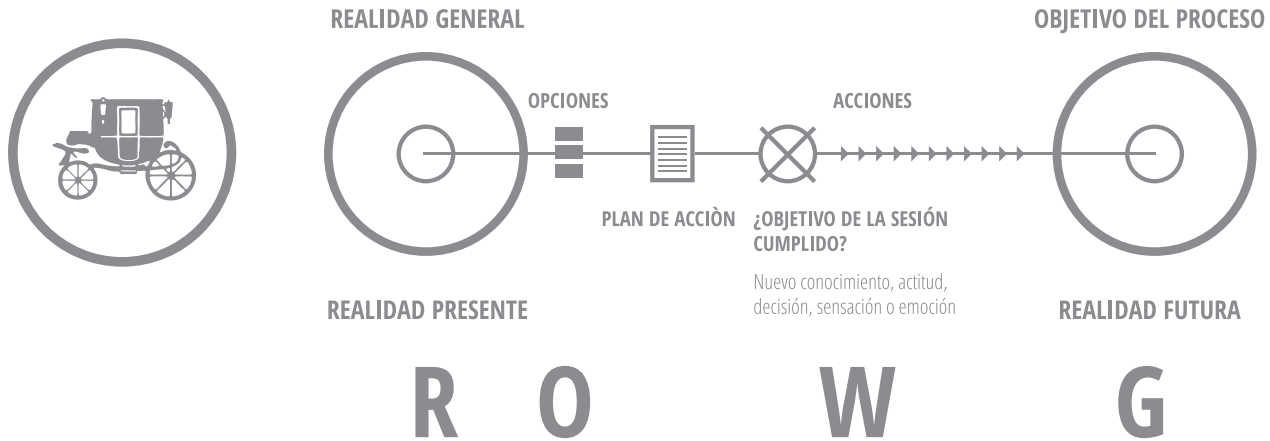 REALIDAD GENERAL
OBJETIVO DEL PROCESO
OPCIONES
ACCIONES
PLAN DE ACCIÒN
¿OBJETIVO DE LA SESIÓN
CUMPLIDO?
Nuevo conocimiento, actitud,
decisión, sensación o emoción
REALIDAD PRESENTE
REALIDAD FUTURA
R O W G